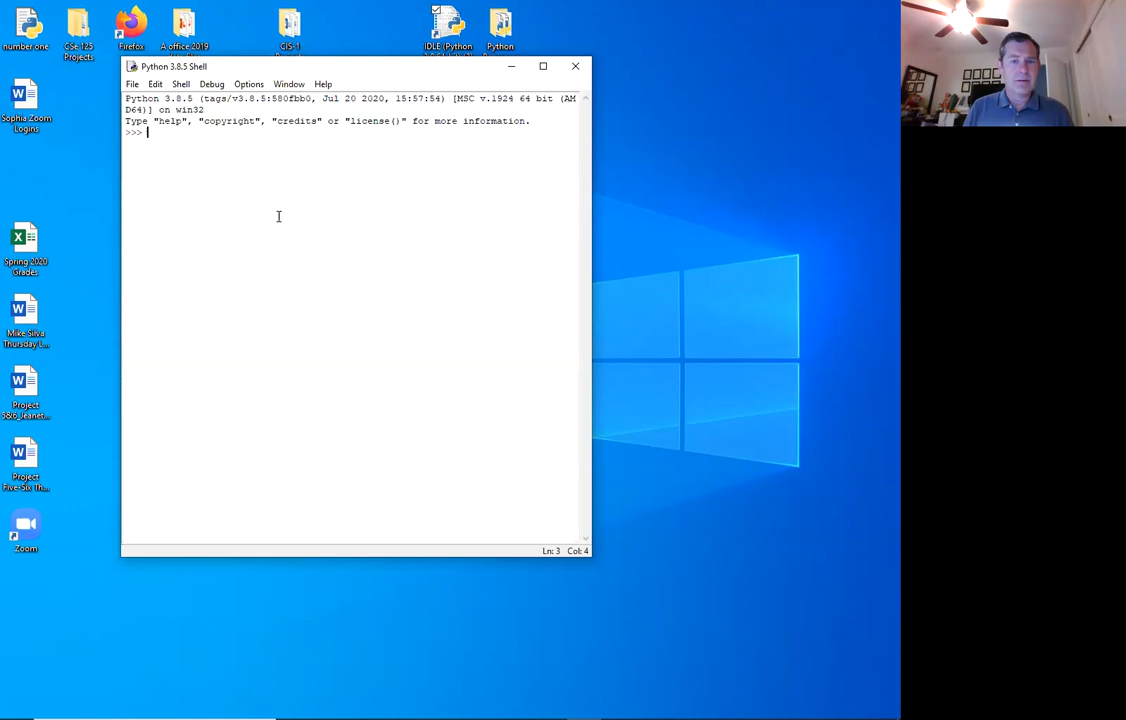 number.one
CSe 125
Projects
Firefox
A office 2019
CIS-1
IDLE (Python
Python
Python 3.8.5 Shell
File Edit Shell Debug Options Window Help
Python 3.8.5 (tags/v3.8.5:580fbb0, Jul 20 2020, 15:57:54) [MSC v.1924 64 bit (AM
D64)] on win32
Type "help", "copyright", "credits" or "license()" for more information.
>>>
Ln: 3 Col: 4
Sophia Zoom
Logins
Spring 2020
Grades
Mike Sliva
Thursday L...
Project
5&6_Jeanet...
Project
Five-Six Th...
Zoom